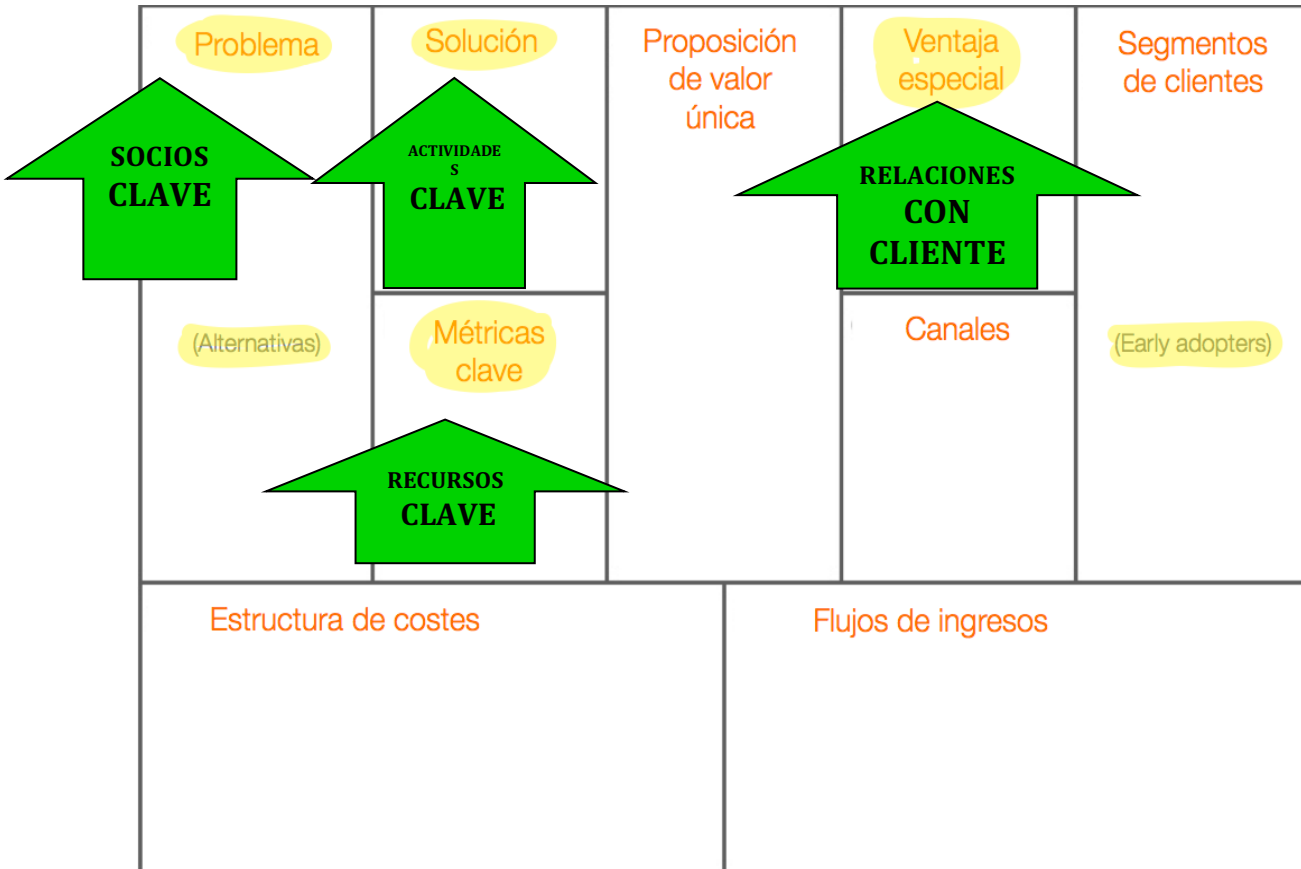 Problema
SOCIOS
CLAVE
(Alternativas)
Solución
ACTIVIDADE
S
CLAVE
Métricas
clave
RECURSOS
CLAVE
Proposición
de valor
única
Ventaja
especial
RELACIONES
CON
CLIENTE
Canales
Segmentos
de clientes
(Early adopters)
Estructura de costes
Flujos de ingresos